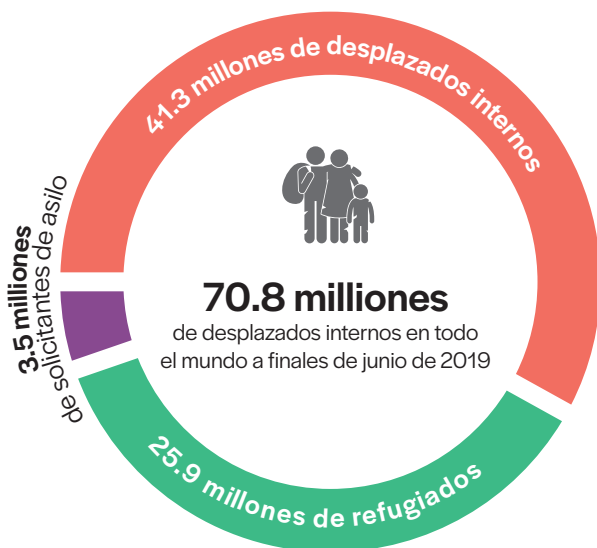 41.3 millones de desplazados internos
3.5 milliones
de solicitantes de asilo
70.8 milliones
de desplazados internos en todo
el mundo a finales de junio de 2019
25.9 millones de refugiados